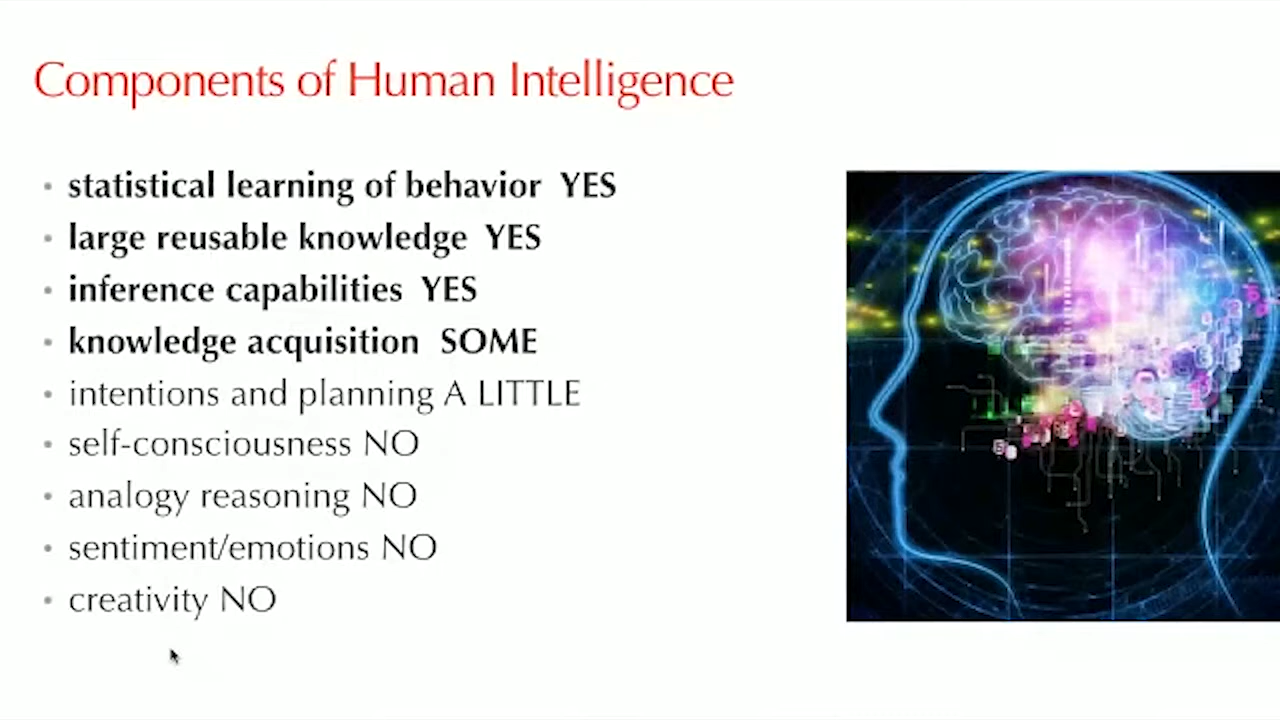 Components of Human Intelligence
• statistical learning of behavior YES
• large reusable knowledge YES
• inference capabilities YES
• knowledge acquisition SOME
• intentions and planning A LITTLE
• self-consciousness NO
• analogy reasoning NO
• sentiment/emotions NO
• creativity NO